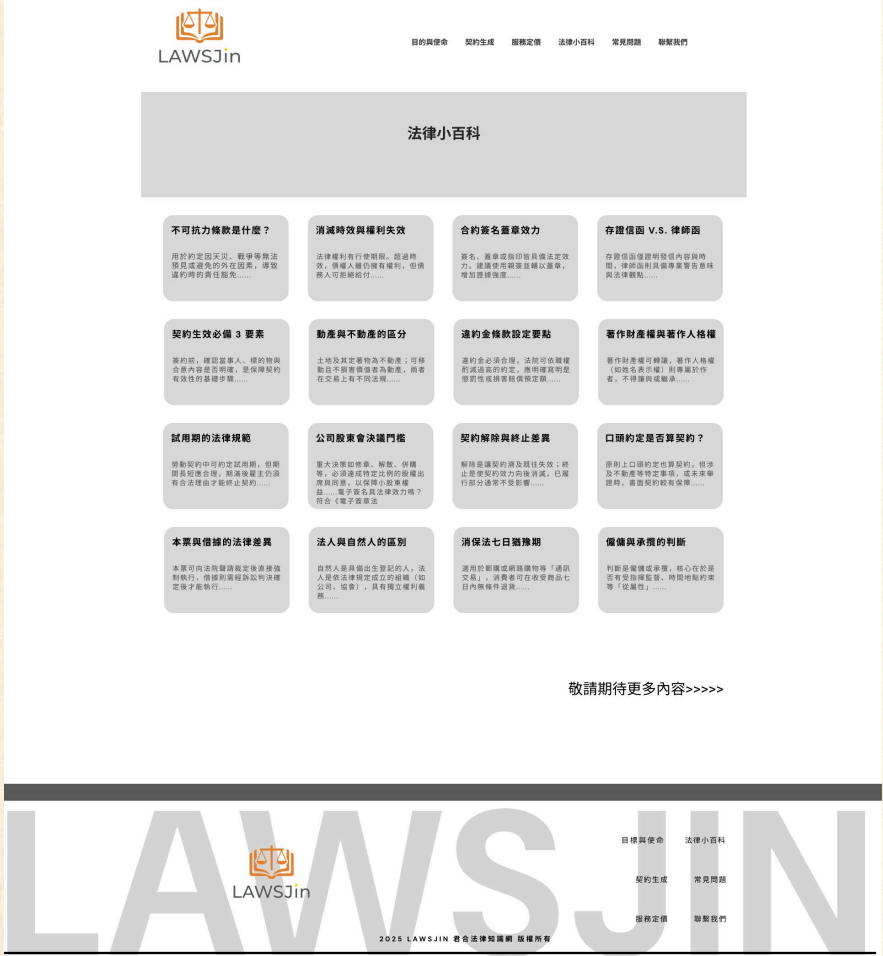 LAWSJin
目的與使命 契約生成 服務定價 法律小百科 常見問題 聯繫我們
法律小百科
不可抗力條款是什麼？
用於約定因天災、戰爭等無法
預見或避免的外在因素，導致
違約時的責任豁免……
消滅時效與權利失效
法律權利有行使期限。超過時
效，債權人雖仍擁有權利，但債
務人可拒絕給付……
合約簽名蓋章效力
簽名、蓋章或指印皆具備法定效
力。建議使用親簽並輔以蓋章，
增加證據強度……
存證信函 V.S. 律師函
存證信函僅證明發信內容與時
間，律師函則具備專業警告意味
與法律觀點……
契約生效必備 3 要素
簽約前，確認當事人、標的物與
合意內容是否明確，是保障契約
有效性的基礎步驟……
動產與不動產的區分
土地及其定著物為不動產；可移
動且不損害價值者為動產，兩者
在交易上有不同法規……
違約金條款設定要點
違約金必須合理，法院可依職權
酌減過高的約定，應明確寫明是
懲罰性或損害賠償預定額……
著作財產權與著作人格權
著作財產權可轉讓，著作人格權
（如姓名表示權）則專屬於作
者，不得讓與或繼承……
試用期的法律規範
勞動契約中可約定試用期，但期
間長短應合理，期滿後雇主仍須
有合法理由才能終止契約……
公司股東會決議門檻
重大決策如修章、解散、併購
等，必須達成特定比例的股權出
席與同意，以保障小股東權
益……電子簽名具法律效力嗎？
符合《電子簽章法
契約解除與終止差異
解除是讓契約溯及既往失效；終
止是使契約效力向後消滅，已履
行部分通常不受影響……
口頭約定是否算契約？
原則上口頭約定也算契約，但涉
及不動產等特定事項，或未來舉
證時，書面契約較有保障……
本票與借據的法律差異
本票可向法院聲請裁定後直接強
制執行，借據則需經訴訟判決確
定後才能執行……
法人與自然人的區別
自然人是具備出生登記的人，法
人是依法律規定成立的組織（如
公司、協會），具有獨立權利義
務……
消保法七日猶豫期
適用於郵購或網路購物等「通訊
交易」，消費者可在收受商品七
日內無條件退貨……
僱傭與承攬的判斷
判斷是僱傭或承攬，核心在於是
否有受指揮監督、時間地點約束
等「從屬性」……
敬請期待更多內容>>>>>
LAWSJIN
LAWSJin
目標與使命 法律小百科
契約生成 常見問題
服務定價 聯繫我們
2025 LAWSJIN 君合法律知識網 版權所有